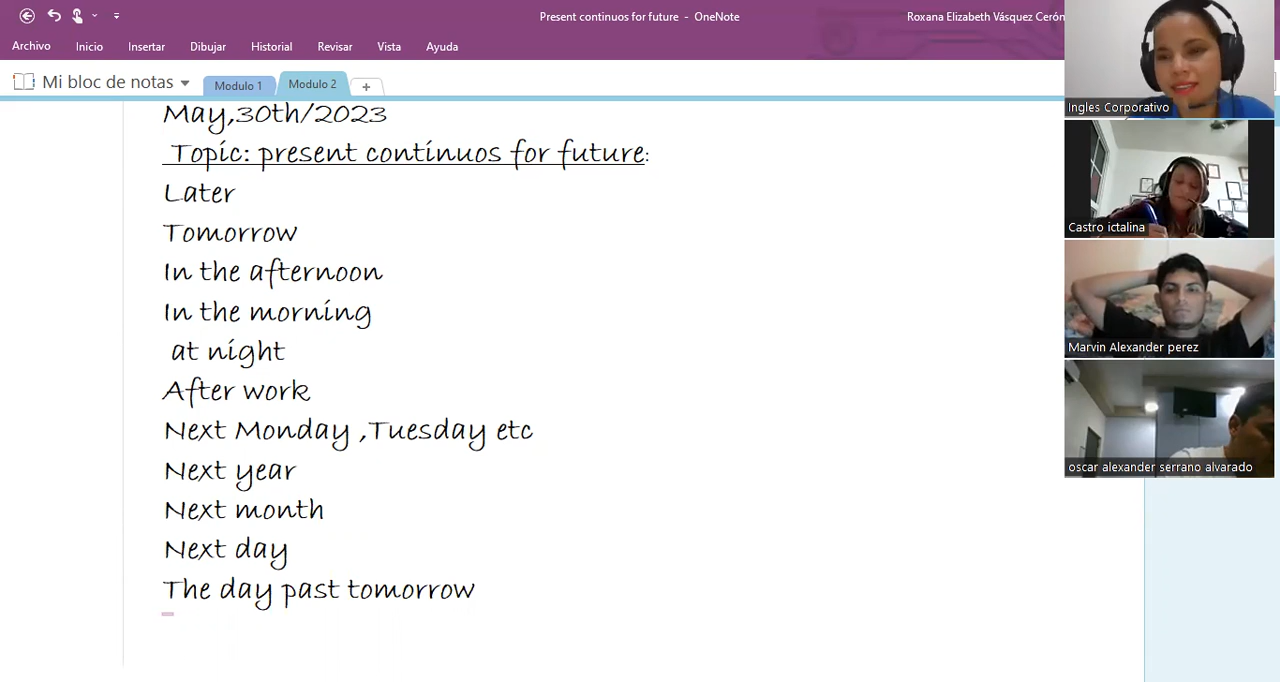 Present continuos for future - OneNote
Roxana Elizabeth Vásquez Cerón
Archivo Inicio Insertar Dibujar Historial Revisar Vista Ayuda
Mi bloc de notas Modulo 1 Modulo 2 +
May,30th/2023
Topic: present continuos for future:
Later
Tomorrow
In the afternoon
In the morning
at night
After work
Next Monday ,Tuesday etc
Next year
Next month
Next day
The day past tomorrow
Ingles Corporativo
Castro ictalina
Marvin Alexander perez
oscar alexander serrano alvarado